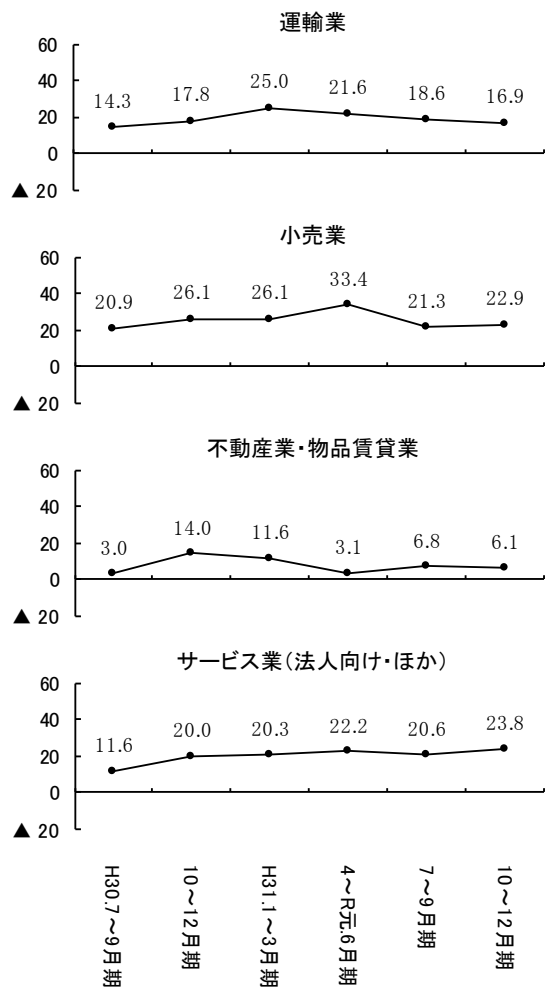 運輸業
60
40
20
0
▲ 20
14.3 17.8 25.0 21.6 18.6 16.9
小売業
60
40
20
0
▲ 20
20.9 26.1 26.1 33.4 21.3 22.9
不動産業・物品賃貸業
60
40
20
0
▲ 20
3.0 14.0 11.6 3.1 6.8 6.1
サービス業(法人向け・ほか)
60
40
20
0
▲ 20
11.6 20.0 20.3 22.2 20.6 23.8
H30.7～9月期
10～12月期
H31.1～3月期
4～R元.6月期
7～9月期
10～12月期